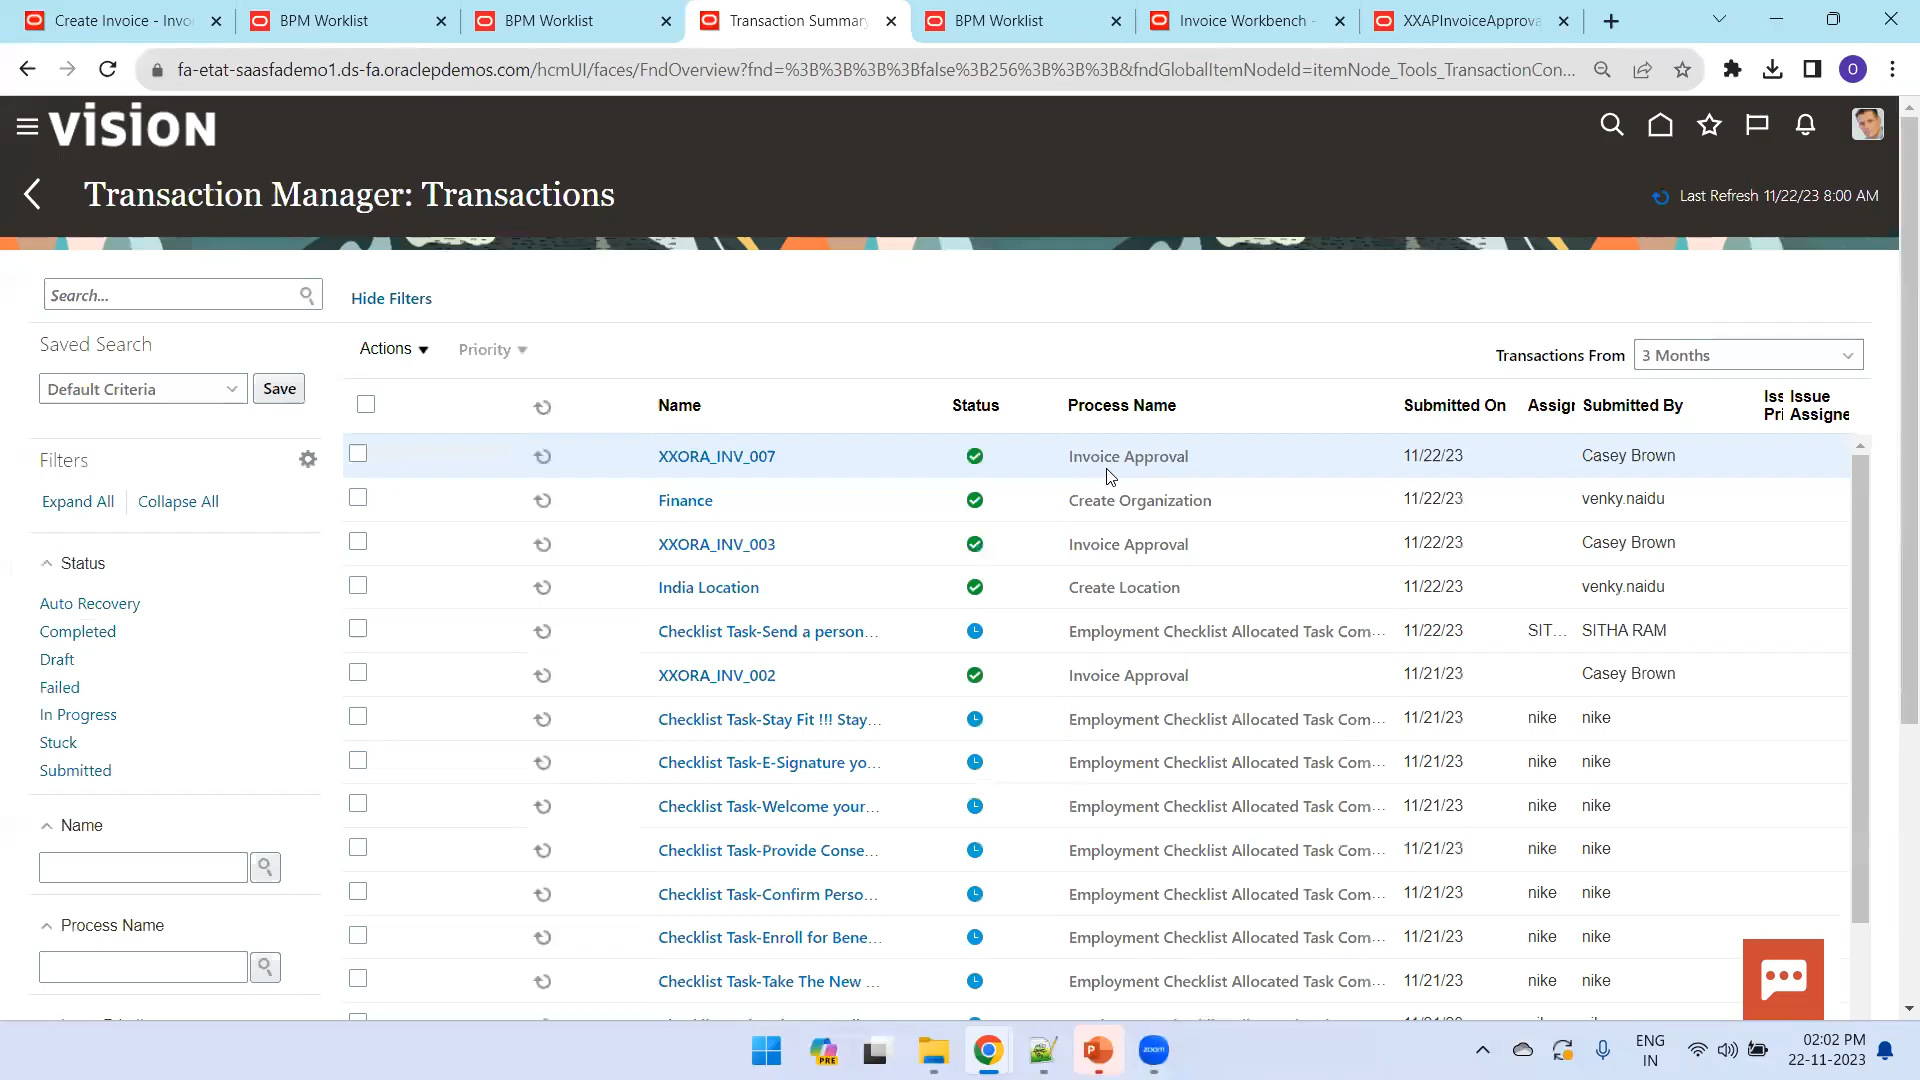 Create Invoice - Invoi
BPM Worklist
BPM Worklist
Transaction Summary
BPM Worklist
Invoice Workbench -
XXAPInvoiceApprova
fa-etat-saasfademo1.ds-fa.oraclepdemos.com/hcmUI/faces/FndOverview?fnd=%3B%3B%3B%3Bfalse%3B256%3B%3B%3B&fndGlobalItemNodeId=itemNode_Tools_TransactionCon...
O
VISION
Transaction Manager: Transactions
Last Refresh 11/22/23 8:00 AM
Search...
Hide Filters
Saved Search
Default Criteria
Save
Actions
Priority
Transactions From
3 Months
Name
Status
Process Name
Submitted On
Assigr
Submitted By
Iss Issue
Pri Assigne
XXORA_INV_007 Invoice Approval 11/22/23 Casey Brown
Filters
Expand All
Collapse All
Finance Create Organization 11/22/23 venky.naidu
XXORA_INV_003 Invoice Approval 11/22/23 Casey Brown
Status
India Location Create Location 11/22/23 venky.naidu
Auto Recovery
Completed
Checklist Task-Send a person... Employment Checklist Allocated Task Com... 11/22/23 SIT... SITHA RAM
Draft
XXORA_INV_002 Invoice Approval 11/21/23 Casey Brown
Failed
In Progress
Checklist Task-Stay Fit !!! Stay... Employment Checklist Allocated Task Com... 11/21/23 nike nike
Stuck
Checklist Task-E-Signature yo... Employment Checklist Allocated Task Com... 11/21/23 nike nike
Submitted
Checklist Task-Welcome your... Employment Checklist Allocated Task Com... 11/21/23 nike nike
Name
Checklist Task-Provide Conse... Employment Checklist Allocated Task Com... 11/21/23 nike nike
Checklist Task-Confirm Perso... Employment Checklist Allocated Task Com... 11/21/23 nike nike
Process Name
Checklist Task-Enroll for Bene... Employment Checklist Allocated Task Com... 11/21/23 nike nike
Checklist Task-Take The New ... Employment Checklist Allocated Task Com... 11/21/23 nike nike
PRE
P
zoom
ENG
IN
02:02 PM
22-11-2023